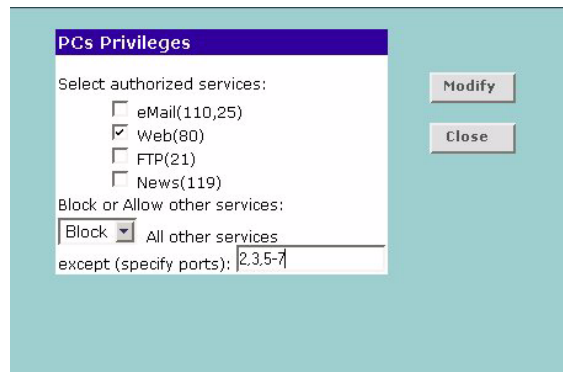 PCs Privileges
Select authorized services:
eMail(110,25)
Web(80)
FTP(21)
News(119)
Block or Allow other services:
Block All other services
except (specify ports): 2,3,5-7
Modify
Close